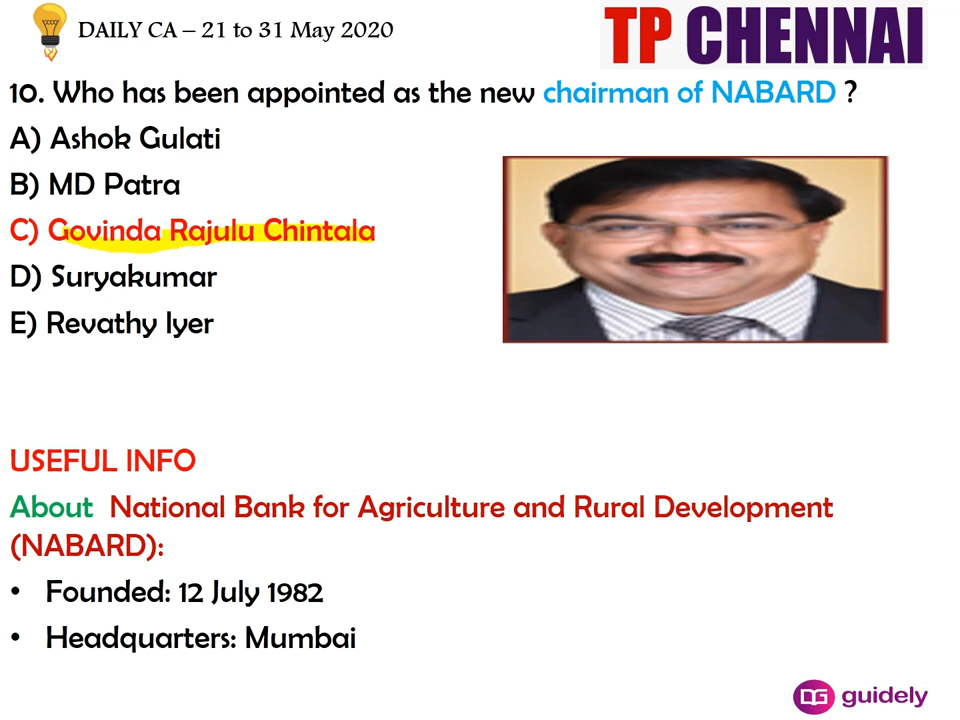 DAILY CA – 21 to 31 May 2020
TP CHENNAI
10. Who has been appointed as the new chairman of NABARD ?
A) Ashok Gulati
B) MD Patra
C) Govinda Rajulu Chintala
D) Suryakumar
E) Revathy Iyer
USEFUL INFO
About National Bank for Agriculture and Rural Development
(NABARD):
• Founded: 12 July 1982
• Headquarters: Mumbai
G guidely